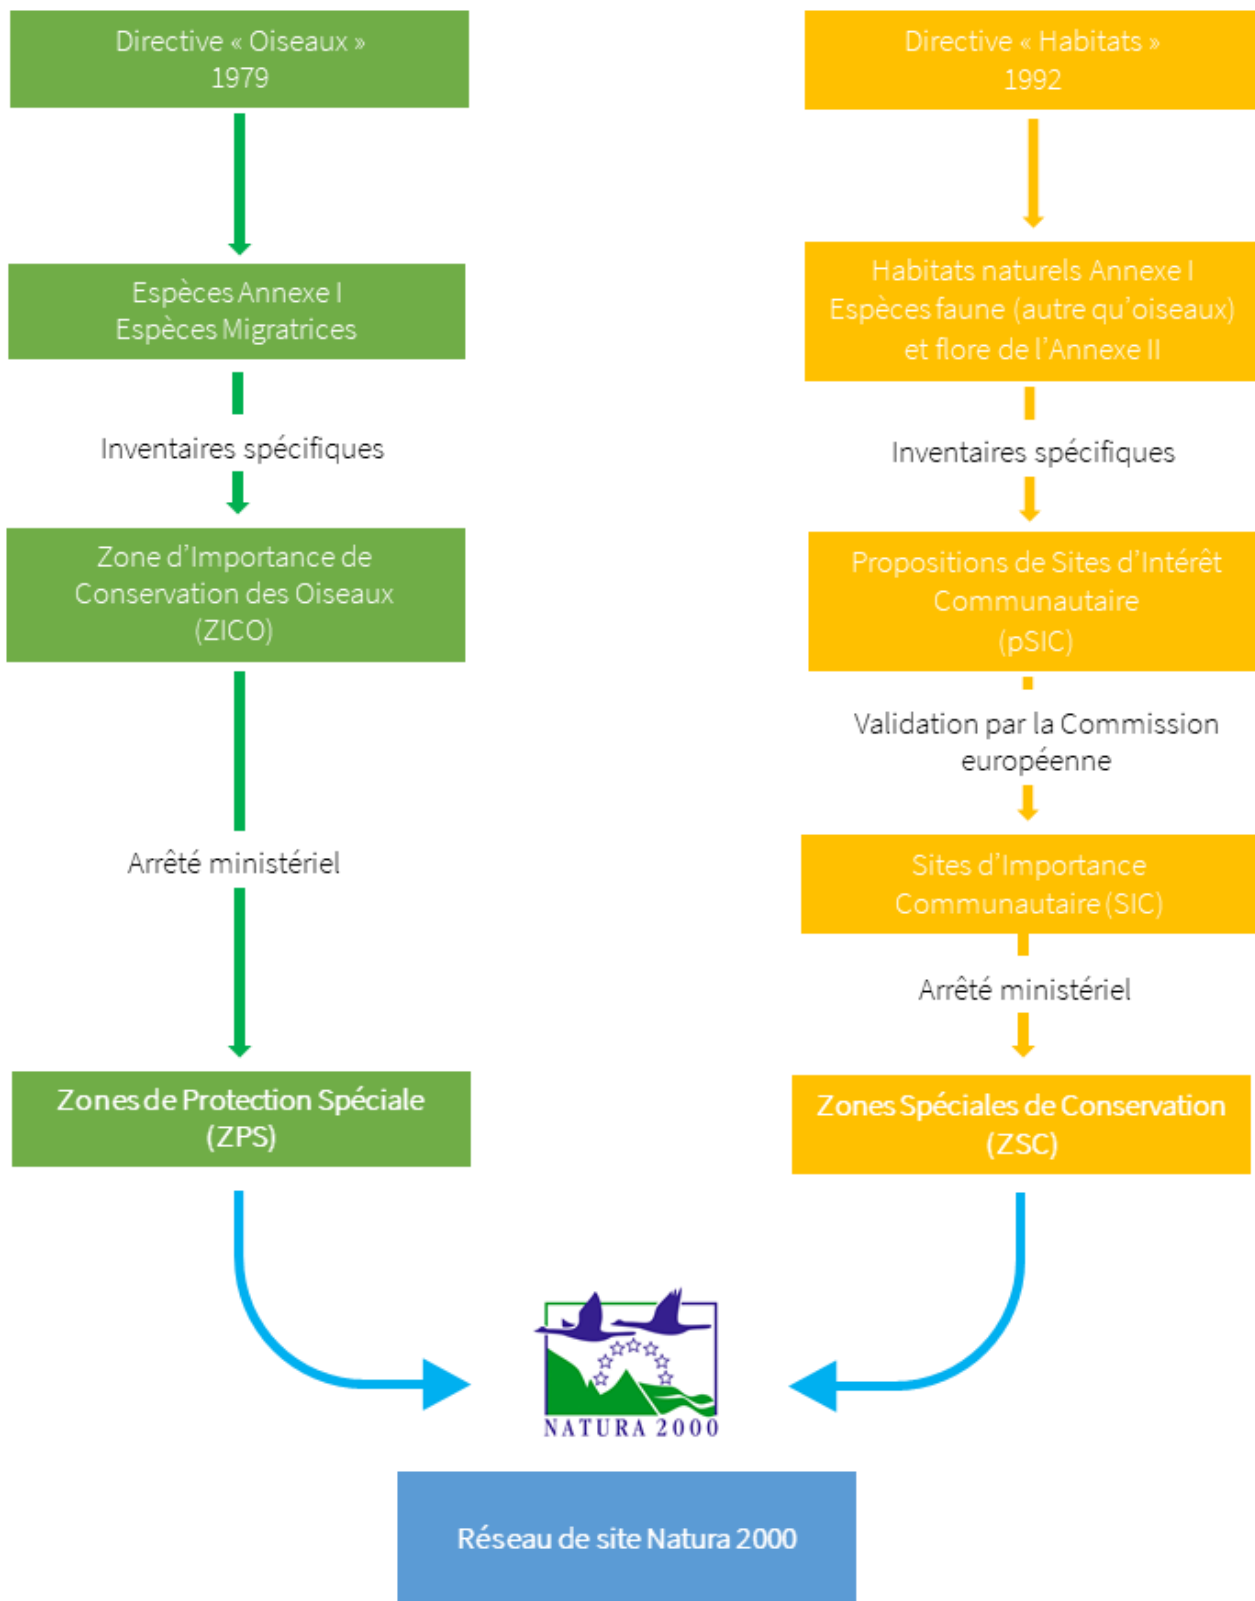 Directive « Oiseaux »
1979
Espèces Annexe I
Espèces Migratrices
Inventaires spécifiques
Zone d’Importance de
Conservation des Oiseaux
(ZICO)
Arrêté ministériel
Zones de Protection Spéciale
(ZPS)
Directive « Habitats »
1992
Habitats naturels Annexe I
Espèces faune (autre qu’oiseaux)
et flore de l’Annexe II
Inventaires spécifiques
Propositions de Sites d’Intérêt
Communautaire
(pSIC)
Validation par la Commission
européenne
Sites d’Importance
Communautaire (SIC)
Arrêté ministériel
Zones Spéciales de Conservation
(ZSC)
NATURA 2000
Réseau de site Natura 2000